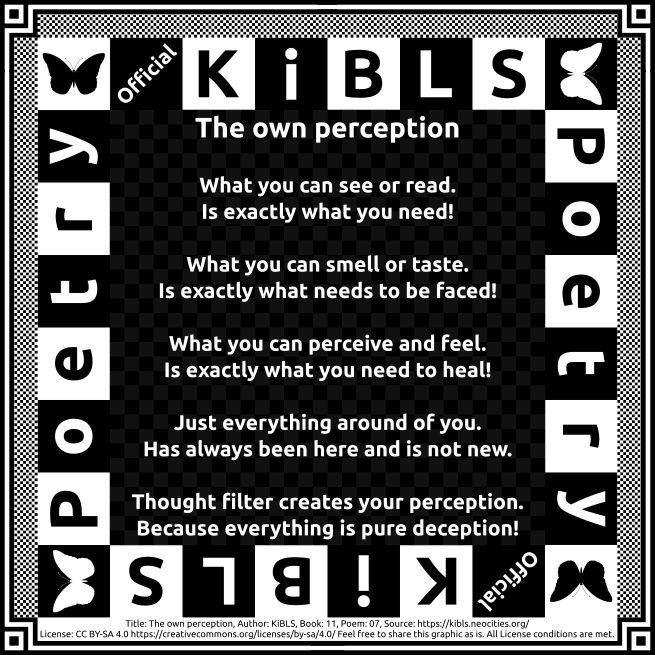 Official KiBLS
Poetry
Poetry
The own perception
What you can see or read.
Is exactly what you need!
What you can smell or taste.
Is exactly what needs to be faced!
What you can perceive and feel.
Is exactly what you need to heal!
Just everything around of you.
Has always been here and is not new.
Thought filter creates your perception.
Because everything is pure deception!
Official KiBLS
Title: The own perception, Author: KiBLS, Book: 11, Poem: 07, Source: https://kibls.neocities.org/
License: CC BY-SA 4.0 https://creativecommons.org/licenses/by-sa/4.0/ Feel free to share this graphic as is. All License conditions are met.